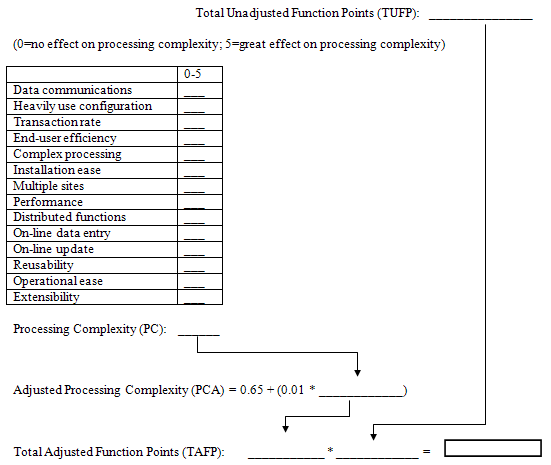 Total Unadjusted Function Points (TUFP): ________________
(0=no effect on processing complexity; 5=great effect on processing complexity)
0-5
Data communications ___
Heavily use configuration ___
Transaction rate ___
End-user efficiency ___
Complex processing ___
Installation ease ___
Multiple sites ___
Performance ___
Distributed functions ___
On-line data entry ___
On-line update ___
Reusability ___
Operational ease ___
Extensibility ___
Processing Complexity (PC): ______
Adjusted Processing Complexity (PCA) = 0.65 + (0.01 * ____________)
Total Adjusted Function Points (TAFP): ___________ * ____________ =